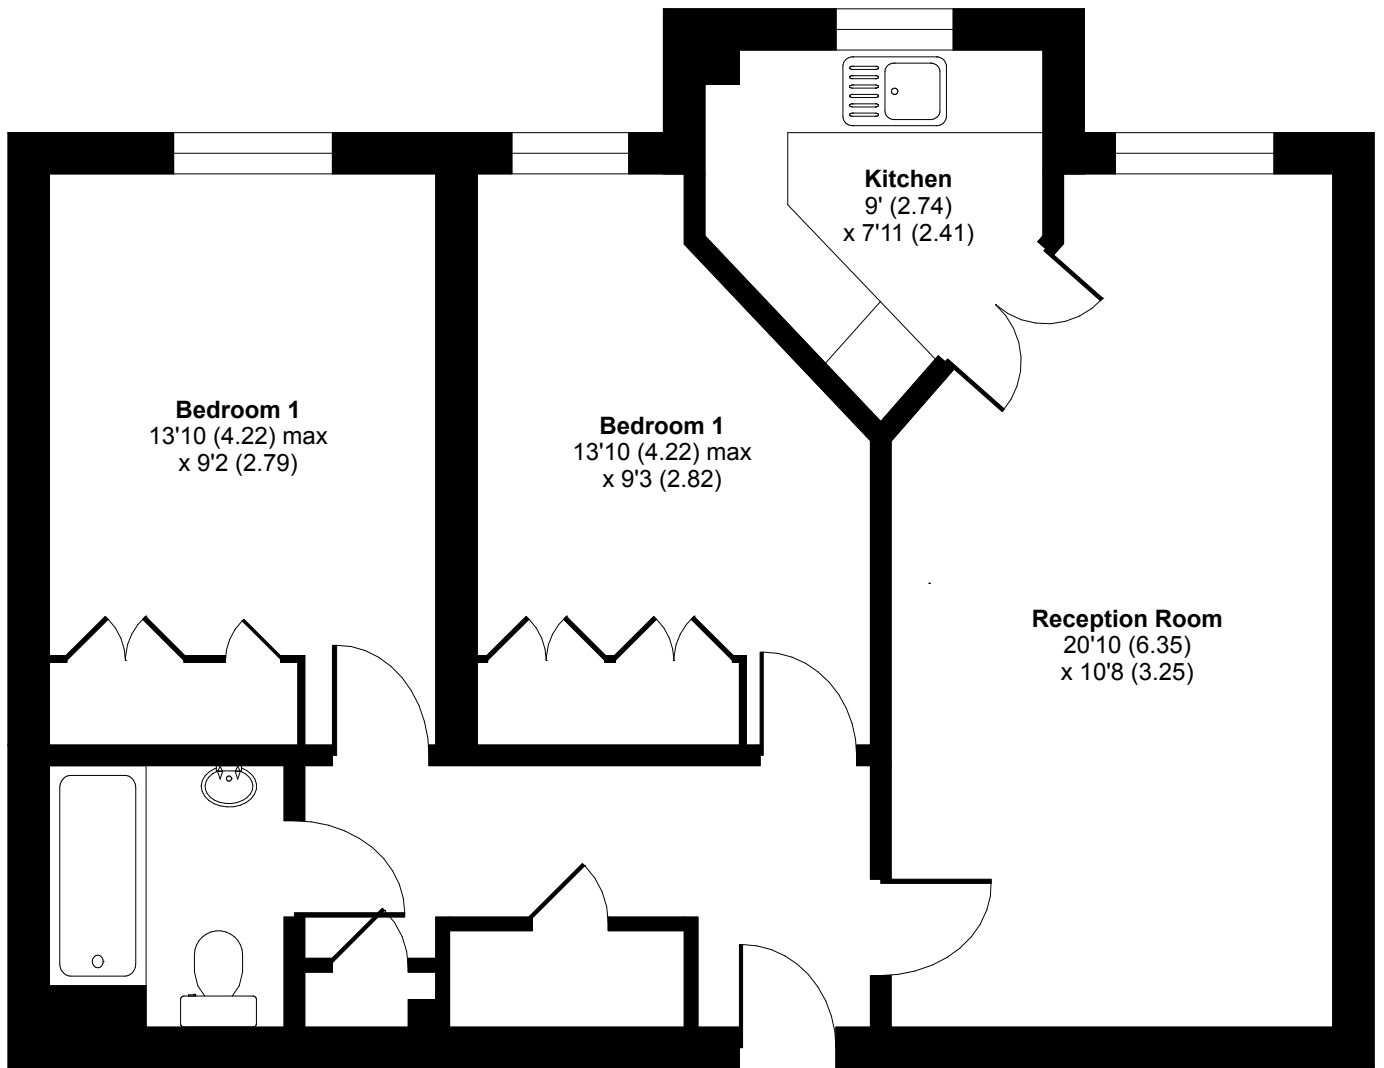 Kitchen
9' (2.74)
x 7'11 (2.41)
Bedroom 1
13'10 (4.22) max
x 9'2 (2.79)
Bedroom 1
13'10 (4.22) max
x 9'3 (2.82)
Reception Room
20'10 (6.35)
x 10'8 (3.25)